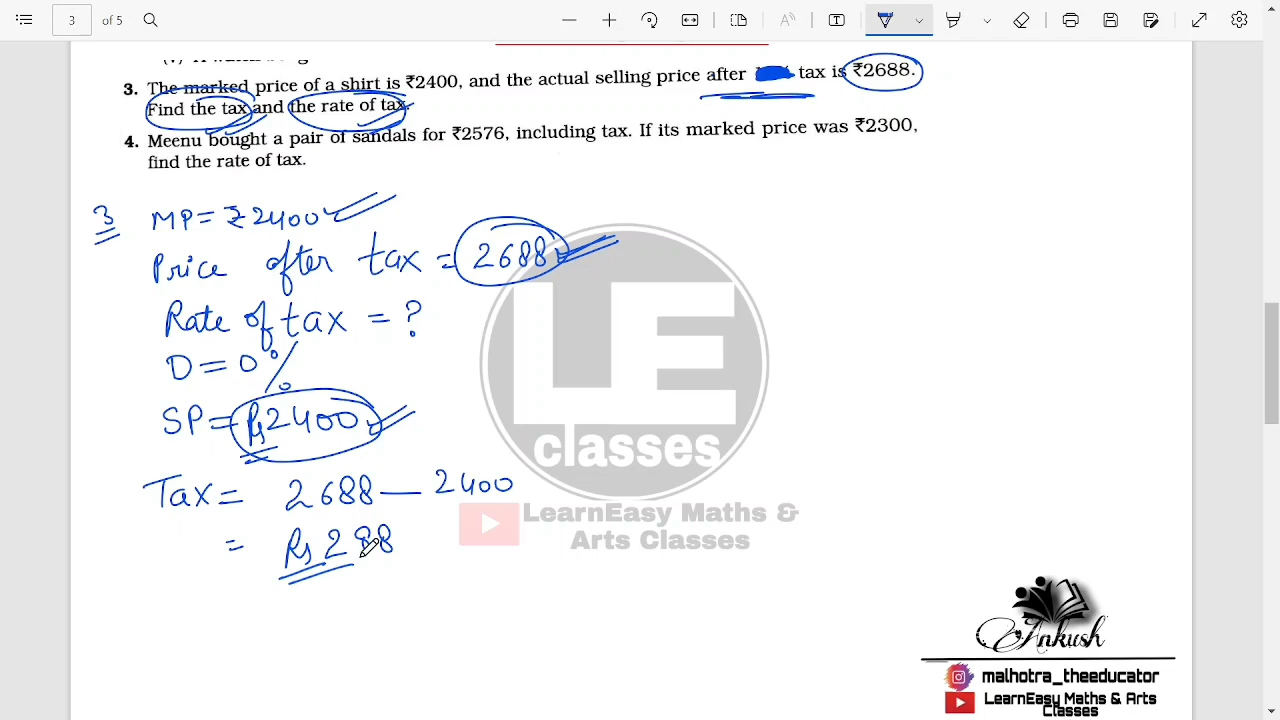 3
of 5
3. The marked price of a shirt is ₹2400, and the actual selling price after tax is ₹2688.
Find the tax and the rate of tax.
4. Meenu bought a pair of sandals for ₹2576, including tax. If its marked price was ₹2300,
find the rate of tax.
3 MP = ₹2400
Price after tax = 2688
Rate of tax = ?
D = 0%
SP = Rs 2400
Tax = 2688 — 2400
= Rs 288
LE
classes
LearnEasy Maths &
Arts Classes
Ankush
malhotra_theeducator
LearnEasy Maths & Arts
Classes